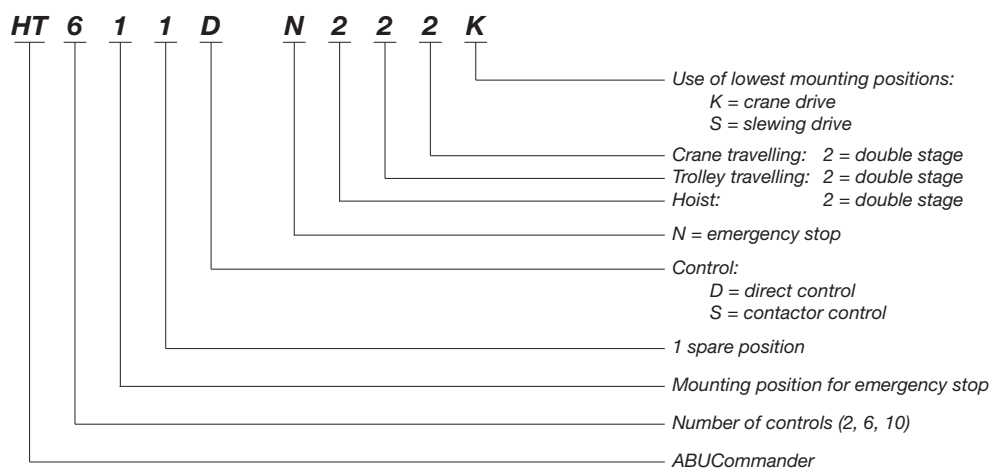 HT 6 1 1 D N 2 2 2 K
Use of lowest mounting positions:
K = crane drive
S = slewing drive
Crane travelling: 2 = double stage
Trolley travelling: 2 = double stage
Hoist: 2 = double stage
N = emergency stop
Control:
D = direct control
S = contactor control
1 spare position
Mounting position for emergency stop
Number of controls (2, 6, 10)
ABUCommander